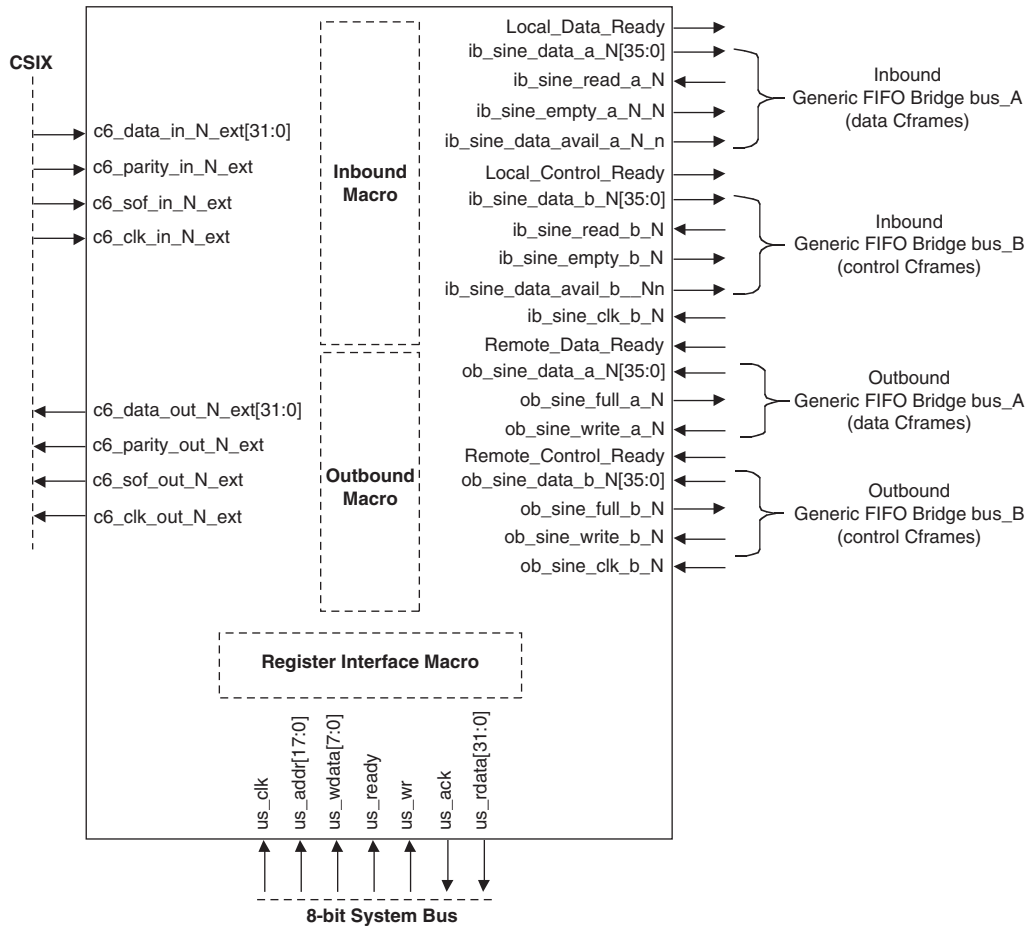 CSIX
c6_data_in_N_ext[31:0]
c6_parity_in_N_ext
c6_sof_in_N_ext
c6_clk_in_N_ext
c6_data_out_N_ext[31:0]
c6_parity_out_N_ext
c6_sof_out_N_ext
c6_clk_out_N_ext
Inbound
Macro
Outbound
Macro
Register Interface Macro
Local_Data_Ready
ib_sine_data_a_N[35:0]
ib_sine_read_a_N
ib_sine_empty_a_N_N
ib_sine_data_avail_a_N_n
Local_Control_Ready
ib_sine_data_b_N[35:0]
ib_sine_read_b_N
ib_sine_empty_b_N
ib_sine_data_avail_b__Nn
ib_sine_clk_b_N
Remote_Data_Ready
ob_sine_data_a_N[35:0]
ob_sine_full_a_N
ob_sine_write_a_N
Remote_Control_Ready
ob_sine_data_b_N[35:0]
ob_sine_full_b_N
ob_sine_write_b_N
ob_sine_clk_b_N
Inbound
Generic FIFO Bridge bus_A
(data Cframes)
Inbound
Generic FIFO Bridge bus_B
(control Cframes)
Outbound
Generic FIFO Bridge bus_A
(data Cframes)
Outbound
Generic FIFO Bridge bus_B
(control Cframes)
us_clk
us_addr[17:0]
us_wdata[7:0]
us_ready
us_wr
us_ack
us_rdata[31:0]
8-bit System Bus